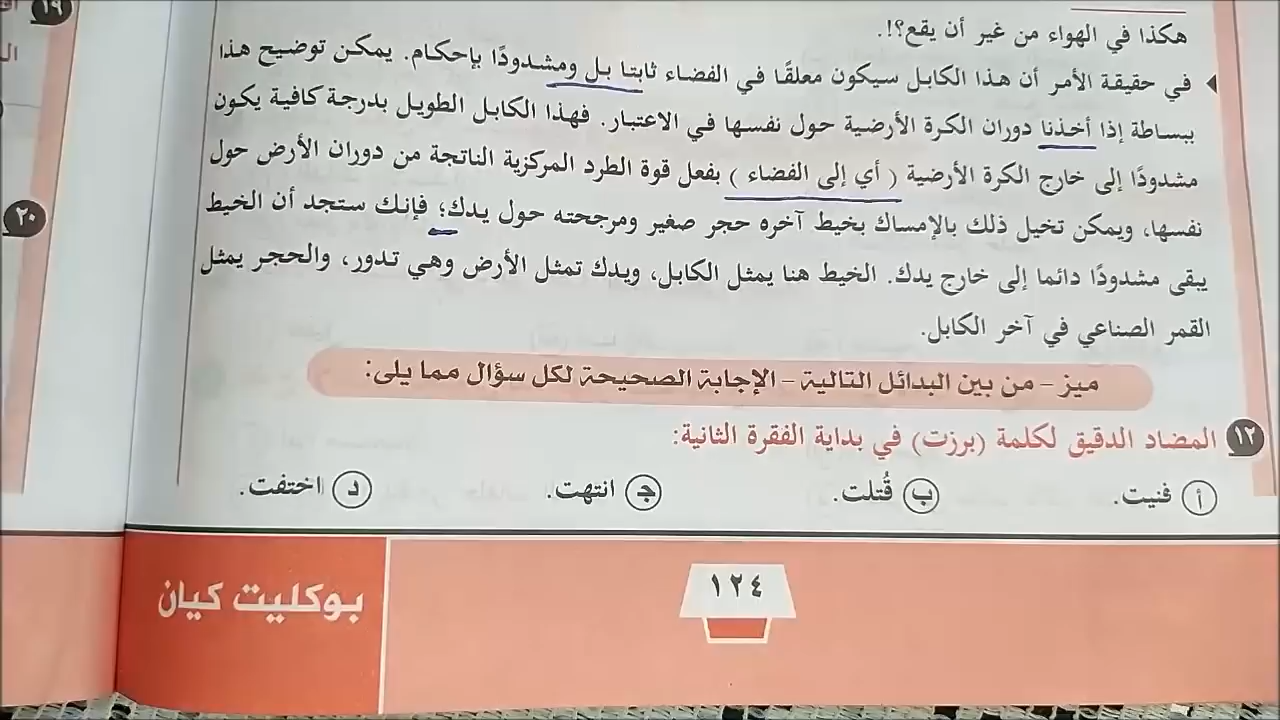 هكذا في الهواء من غير أن يقع؟!.
في حقيقة الأمر أن هذا الكابل سيكون معلقًا في الفضاء ثابتا بل ومشدودًا بإحكام. يمكن توضيح هذا
ببساطة إذا أخذنا دوران الكرة الأرضية حول نفسها في الاعتبار. فهذا الكابل الطويل بدرجة كافية يكون
مشدودًا إلى خارج الكرة الأرضية ( أي إلى الفضاء ) بفعل قوة الطرد المركزية الناتجة من دوران الأرض حول
نفسها، ويمكن تخيل ذلك بالإمساك بخيط آخره حجر صغير ومرجحته حول يدك؛ فإنك ستجد أن الخيط
يبقى مشدودًا دائما إلى خارج يدك. الخيط هنا يمثل الكابل، ويدك تمثل الأرض وهي تدور، والحجر يمثل
القمر الصناعي في آخر الكابل.
ميز - من بين البدائل التالية - الإجابة الصحيحة لكل سؤال مما يلى:
١٢ المضاد الدقيق لكلمة (برزت) في بداية الفقرة الثانية:
أ فنيت. ب قُتلت. ج انتهت. د اختفت.
١٢٤
بوكليت كيان
١٩
٢٠